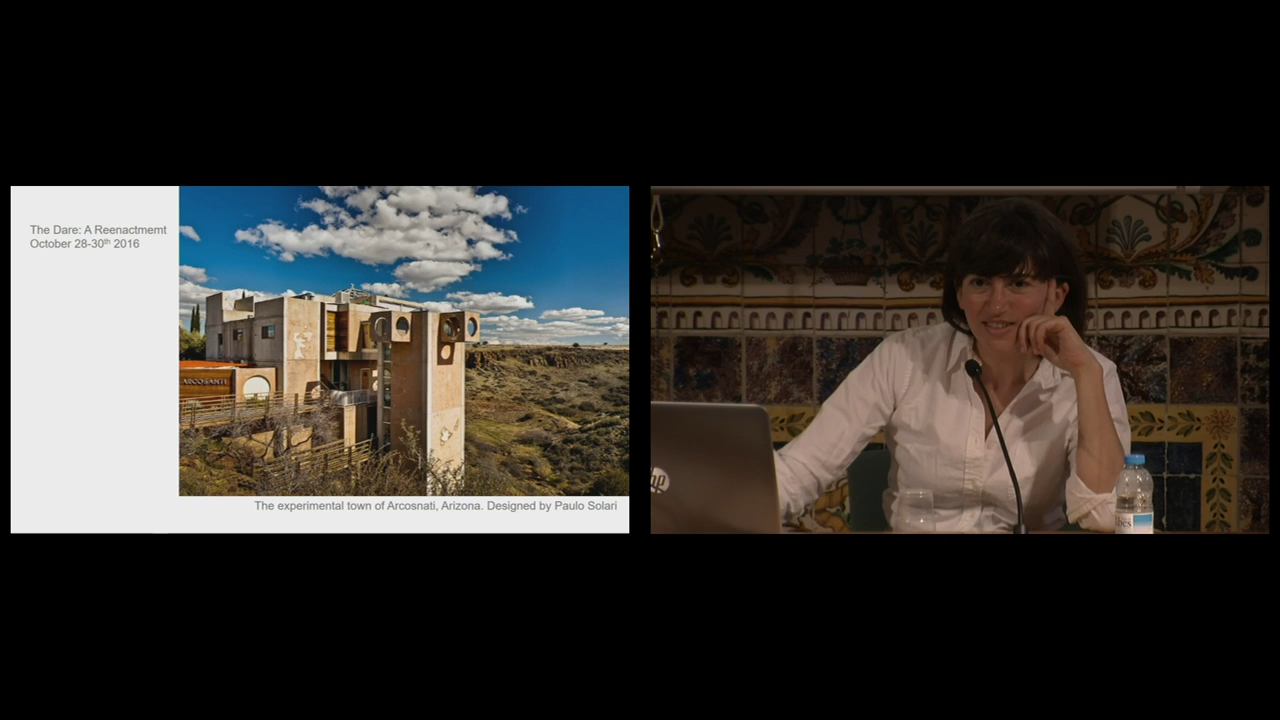 The Dare: A Reenactmemt
October 28-30th 2016
ARCOSANTI
The experimental town of Arcosnati, Arizona. Designed by Paulo Solari
hp